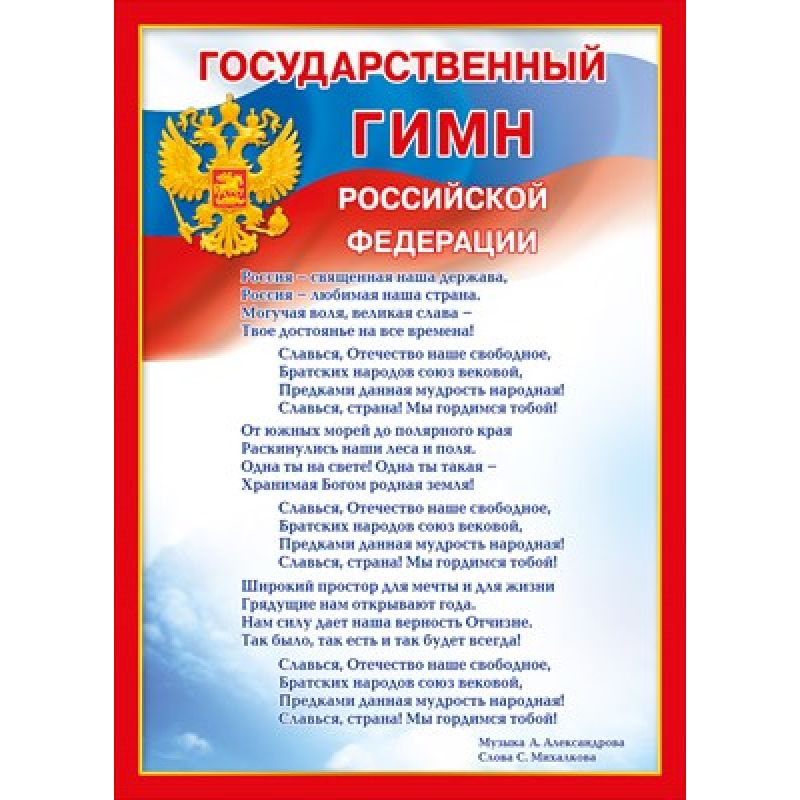 ГОСУДАРСТВЕННЫЙ
ГИМН
РОССИЙСКОЙ
ФЕДЕРАЦИИ
Россия – священная наша держава,
Россия – любимая наша страна.
Могучая воля, великая слава –
Твое достоянье на все времена!
Славься, Отечество наше свободное,
Братских народов союз вековой,
Предками данная мудрость народная!
Славься, страна! Мы гордимся тобой!
От южных морей до полярного края
Раскинулись наши леса и поля.
Одна ты на свете! Одна ты такая –
Хранимая Богом родная земля!
Славься, Отечество наше свободное,
Братских народов союз вековой,
Предками данная мудрость народная!
Славься, страна! Мы гордимся тобой!
Широкий простор для мечты и для жизни
Грядущие нам открывают года.
Нам силу дает наша верность Отчизне.
Так было, так есть и так будет всегда!
Славься, Отечество наше свободное,
Братских народов союз вековой,
Предками данная мудрость народная!
Славься, страна! Мы гордимся тобой!
Музыка А. Александрова
Слова С. Михалкова